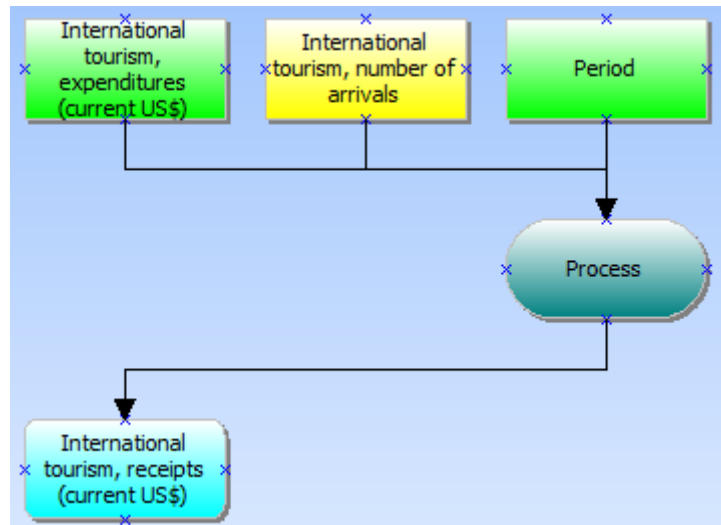 International
tourism,
expenditures
(current US$)
International
tourism, number of
arrivals
Period
Process
International
tourism, receipts
(current US$)